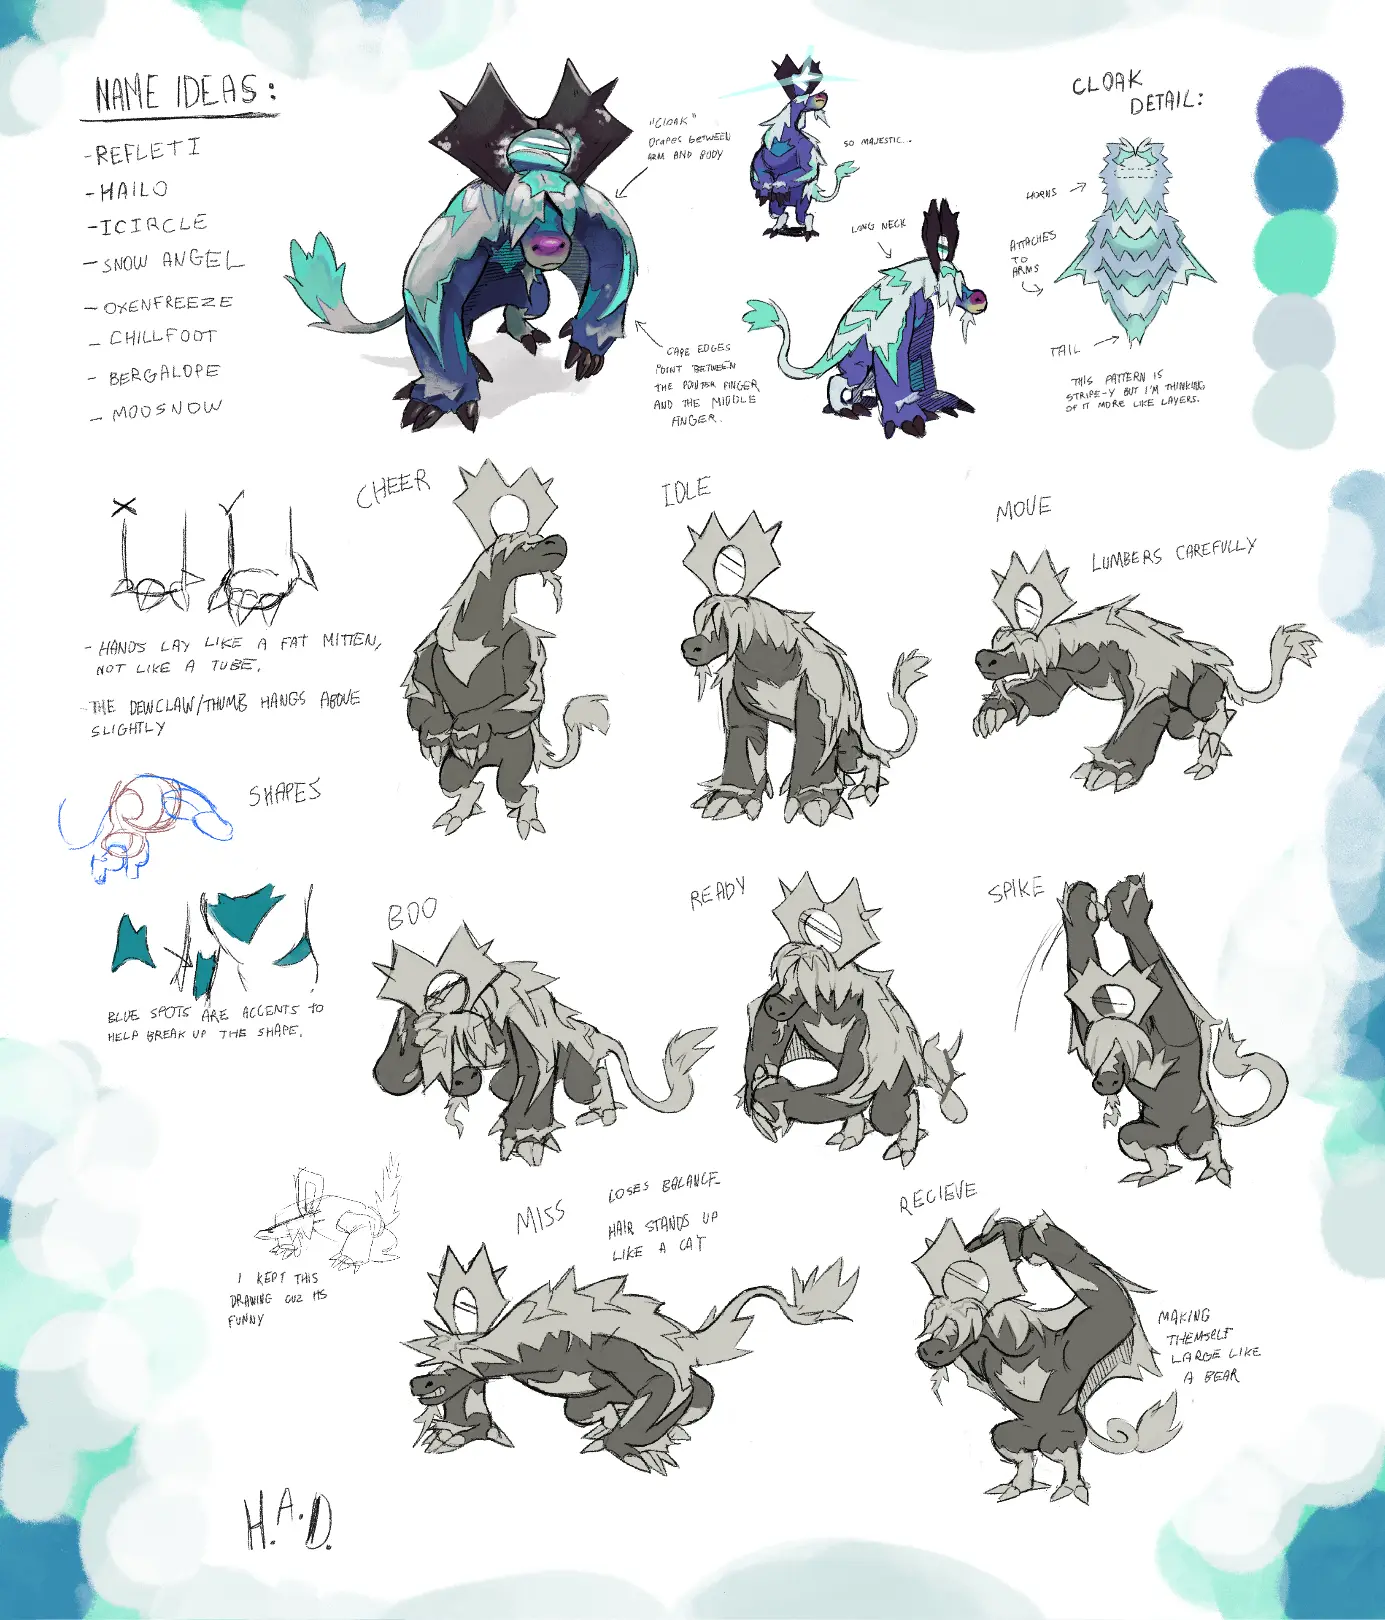 NAME IDEAS:
-REFLETI
-HAILO
-ICIRCLE
-SNOW ANGEL
-OXENFREEZE
-CHILLFOOT
-BERGALOPE
-MOOSNOW
"CLOAK"
DRAPES BETWEEN
ARM AND BODY
CAPE EDGES
POINT BETWEEN
THE POINTER FINGER
AND THE MIDDLE
FINGER.
SO MAJESTIC...
LONG NECK
CLOAK
DETAIL:
HORNS
ATTACHES
TO
ARMS
TAIL
THIS PATTERN IS
STRIPE-Y BUT I'M THINKING
OF IT MORE LIKE LAYERS.
-HANDS LAY LIKE A FAT MITTEN,
NOT LIKE A TUBE.
-THE DEWCLAW/THUMB HANGS ABOVE
SLIGHTLY
SHAPES
BLUE SPOTS ARE ACCENTS TO
HELP BREAK UP THE SHAPE.
CHEER
IDLE
MOVE
LUMBERS CAREFULLY
BOO
READY
SPIKE
I KEPT THIS
DRAWING CUZ ITS
FUNNY
MISS
LOSES BALANCE
HAIR STANDS UP
LIKE A CAT
RECIEVE
MAKING
THEMSELF
LARGE LIKE
A BEAR
H.A.D.